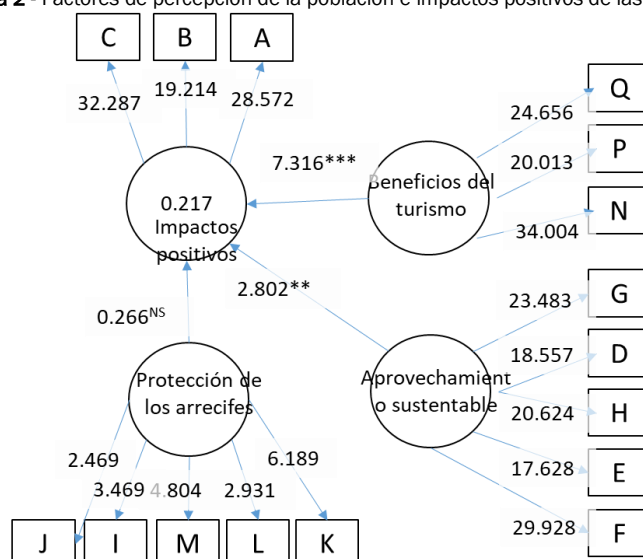 a 2 - Factores de percepción de la población e impactos positivos de las
C B A
Q
32.287 19.214 28.572
24.656
P
7.316***
20.013
Beneficios del
turismo
N
0.217
Impactos
positivos
34.004
2.802**
G
23.483
0.266NS
D
18.557
Protección de
los arrecifes
Aprovechamient
o sustentable
H
20.624
2.469
6.189
E
17.628
3.469 4.804 2.931
F
29.928
J I M L K